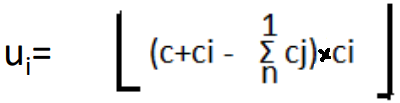 uᵢ= ⌊ (c+ci - 1 Σ n cj)×ci ⌋